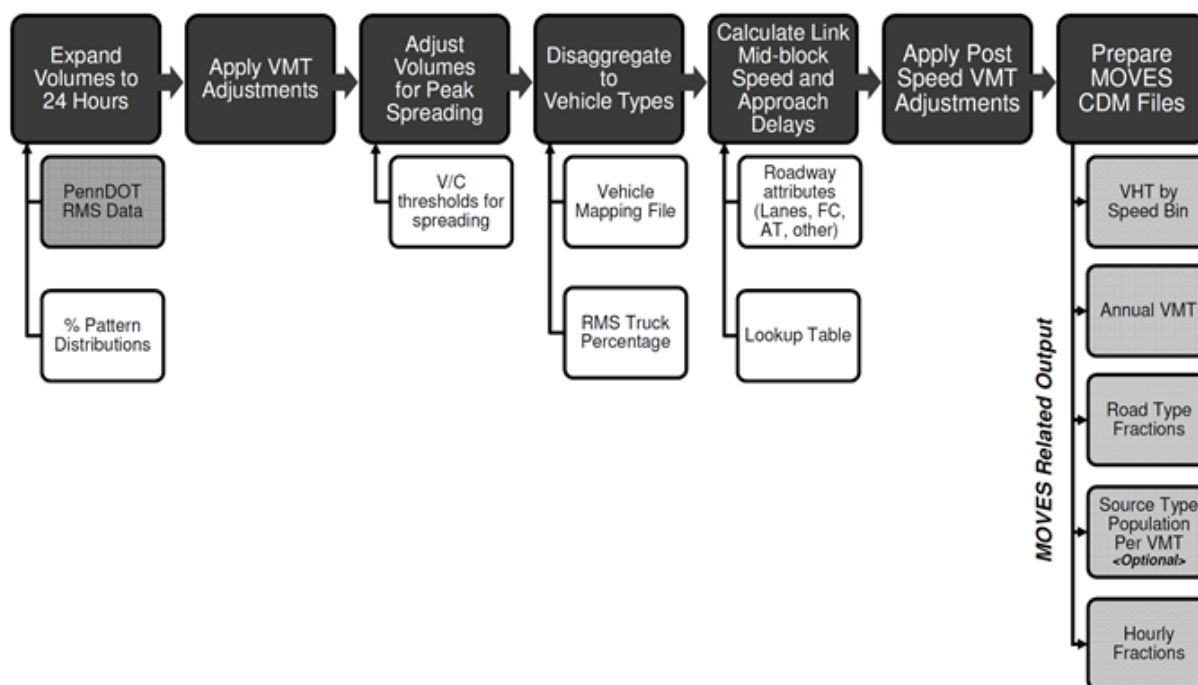 Expand
Volumes to
24 Hours
Apply VMT
Adjustments
Adjust
Volumes
for Peak
Spreading
Disaggregate
to
Vehicle Types
Calculate Link
Mid-block
Speed and
Approach
Delays
Apply Post
Speed VMT
Adjustments
Prepare
MOVES
CDM Files
PennDOT
RMS Data
% Pattern
Distributions
V/C
thresholds for
spreading
Vehicle
Mapping File
RMS Truck
Percentage
Roadway
attributes
(Lanes, FC,
AT, other)
Lookup Table
MOVES Related Output
VHT by
Speed Bin
Annual VMT
Road Type
Fractions
Source Type
Population
Per VMT
<Optional>
Hourly
Fractions